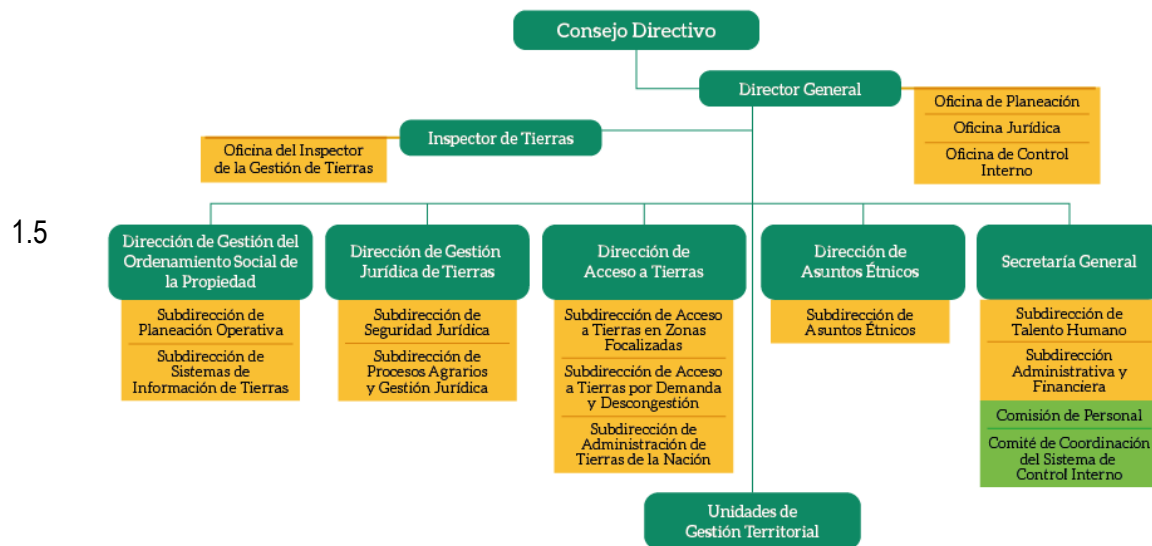 Consejo Directivo
Director General
Oficina de Planeación
Oficina Jurídica
Oficina de Control
Interno
Inspector de Tierras
Oficina del Inspector
de la Gestión de Tierras
1.5
Dirección de Gestión del
Ordenamiento Social de
la Propiedad
Subdirección de
Planeación Operativa
Subdirección de
Sistemas de
Información de Tierras
Dirección de Gestión
Jurídica de Tierras
Subdirección de
Seguridad Jurídica
Subdirección de
Procesos Agrarios
y Gestión Jurídica
Dirección de
Acceso a Tierras
Subdirección de Acceso
a Tierras en Zonas
Focalizadas
Subdirección de Acceso
a Tierras por Demanda
y Descongestión
Subdirección de
Administración de
Tierras de la Nación
Dirección de
Asuntos Étnicos
Subdirección de
Asuntos Étnicos
Secretaría General
Subdirección de
Talento Humano
Subdirección
Administrativa y
Financiera
Comisión de Personal
Comité de Coordinación
del Sistema de
Control Interno
Unidades de
Gestión Territorial